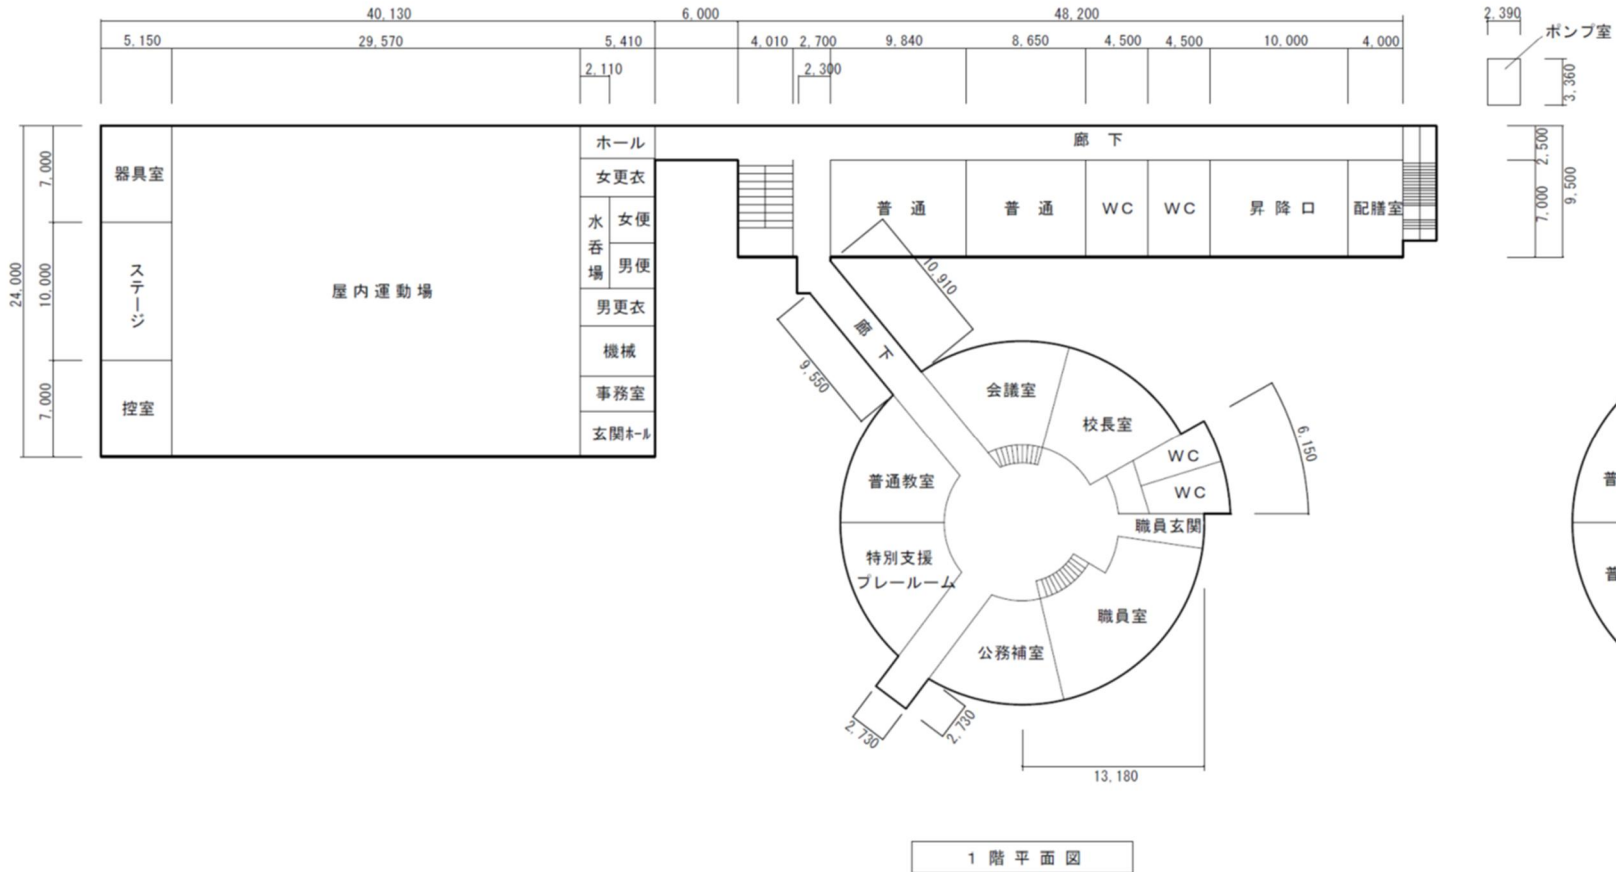 40,130
6,000
48,200
2,390
5,150
29,570
5,410
4,010
2,700
9,840
8,650
4,500
4,500
10,000
4,000
ポンプ室
2,110
2,300
3,360
ホール
廊 下
2,500
7,000
器具室
女更衣
9,500
24,000
水呑場
女便
普 通
普 通
WC
WC
昇 降 口
配膳室
7,000
10,000
ステージ
屋 内 運 動 場
男便
10,910
男更衣
廊 下
機械
9,550
会議室
7,000
控室
事務室
校長室
玄関ホール
WC
6,150
普通教室
WC
普
職員玄関
特別支援
プレールーム
普
職員室
公務補室
2,730
2,730
13,180
1 階 平 面 図